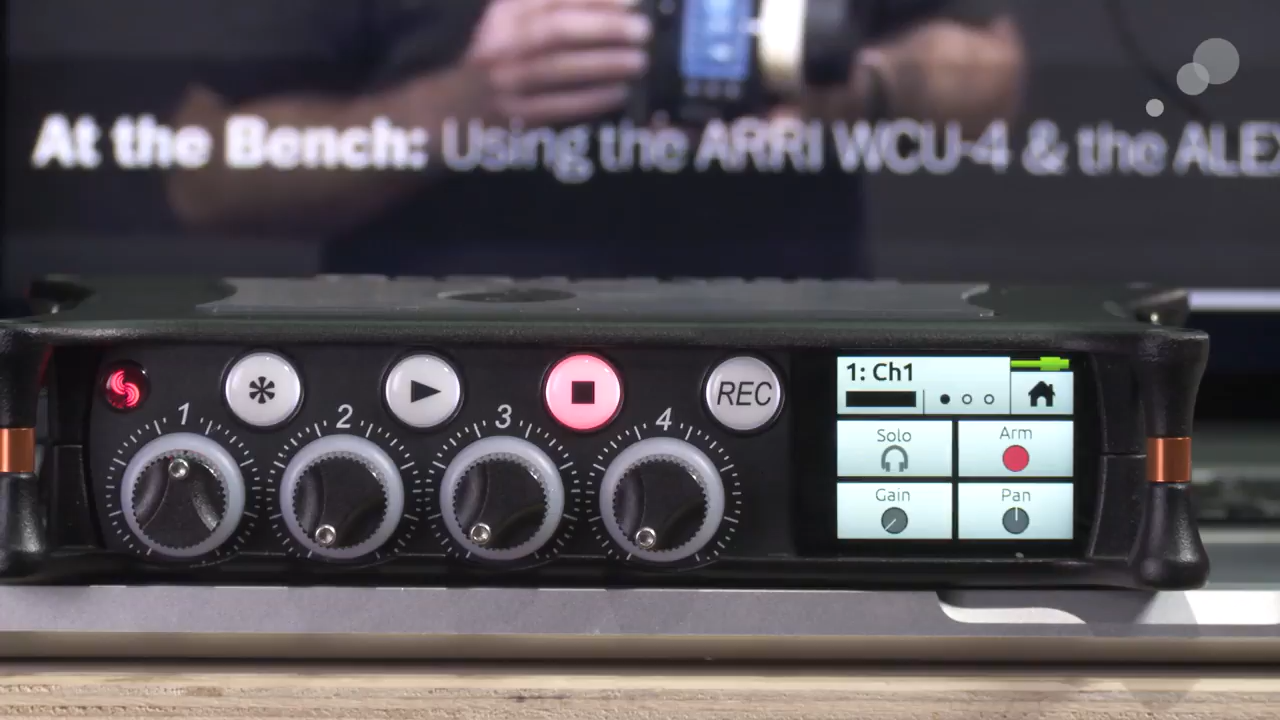 At the Bench: Using the ARRI WCU-4 & the ALEX
1
2
3
4
REC
1: Ch1
Solo
Arm
Gain
Pan